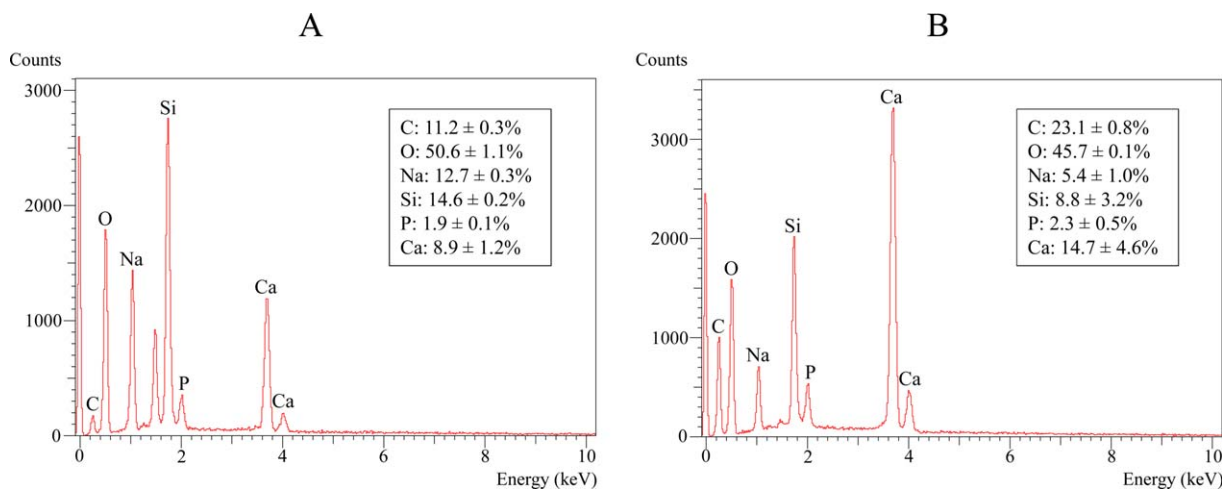 A
Counts
3000
2000
1000
0
Si
O
Na
Ca
C
P
Ca
C: 11.2 ± 0.3%
O: 50.6 ± 1.1%
Na: 12.7 ± 0.3%
Si: 14.6 ± 0.2%
P: 1.9 ± 0.1%
Ca: 8.9 ± 1.2%
0 2 4 6 8 10
Energy (keV)
B
Counts
3000
2000
1000
0
Ca
Si
O
C
Na
P
Ca
C: 23.1 ± 0.8%
O: 45.7 ± 0.1%
Na: 5.4 ± 1.0%
Si: 8.8 ± 3.2%
P: 2.3 ± 0.5%
Ca: 14.7 ± 4.6%
0 2 4 6 8 10
Energy (keV)